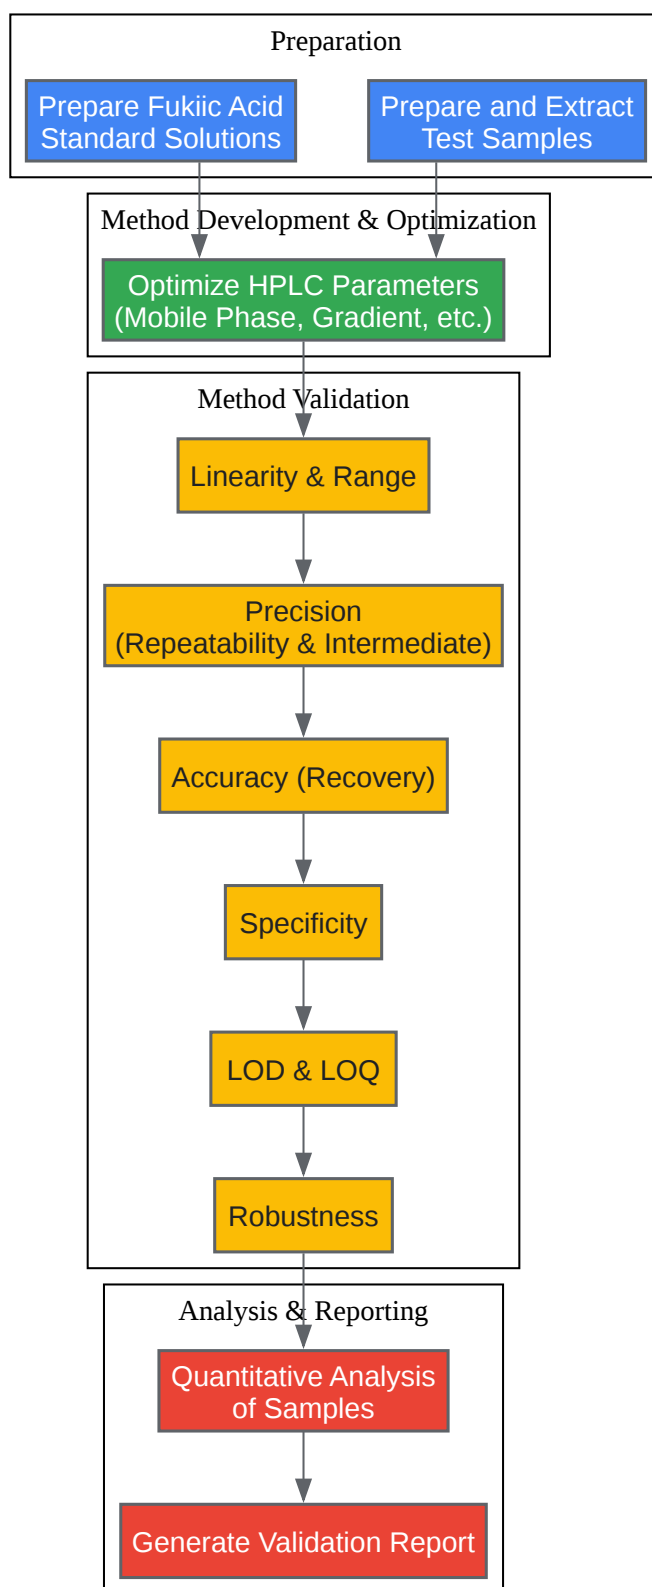 Preparation
Prepare Fukiic Acid
Standard Solutions
Prepare and Extract
Test Samples
Method Development & Optimization
Optimize HPLC Parameters
(Mobile Phase, Gradient, etc.)
Method Validation
Linearity & Range
Precision
(Repeatability & Intermediate)
Accuracy (Recovery)
Specificity
LOD & LOQ
Robustness
Analysis & Reporting
Quantitative Analysis
of Samples
Generate Validation Report